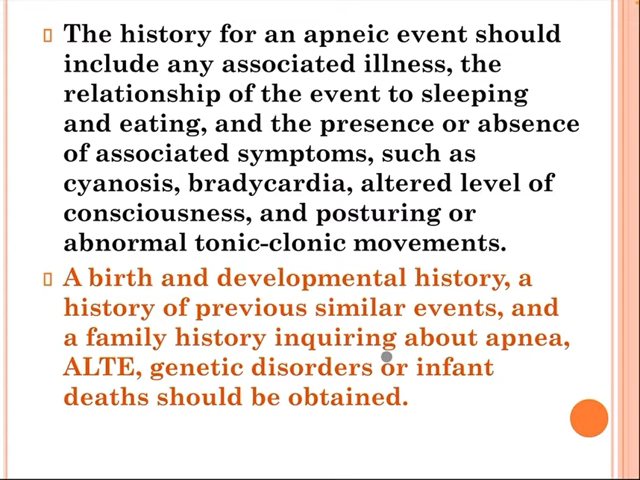 The history for an apneic event should
include any associated illness, the
relationship of the event to sleeping
and eating, and the presence or absence
of associated symptoms, such as
cyanosis, bradycardia, altered level of
consciousness, and posturing or
abnormal tonic-clonic movements.
A birth and developmental history, a
history of previous similar events, and
a family history inquiring about apnea,
ALTE, genetic disorders or infant
deaths should be obtained.